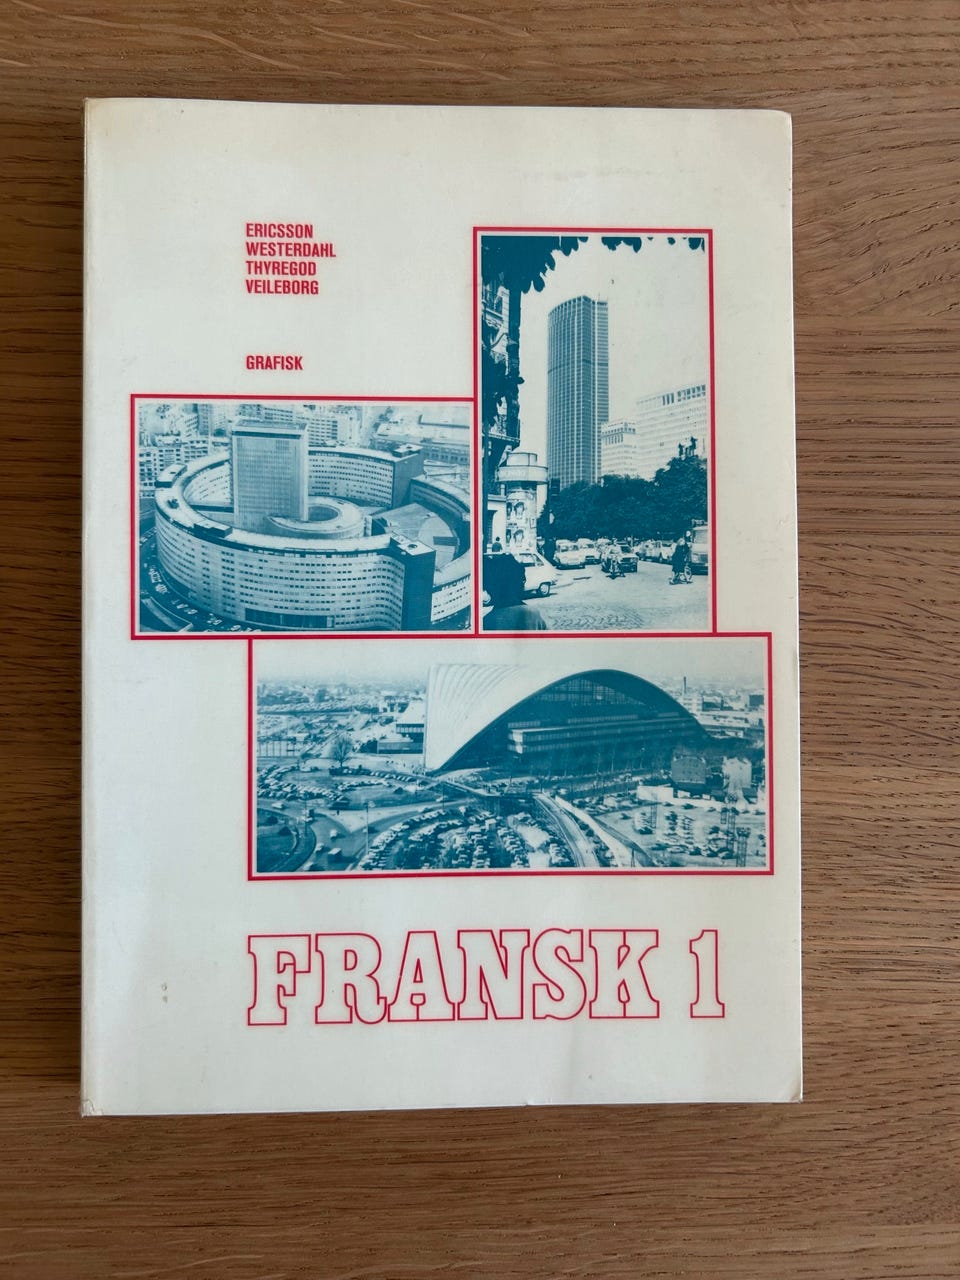 ERICSSON
WESTERDAHL
THYREGOD
VEILEBORG
GRAFISK
FRANSK 1